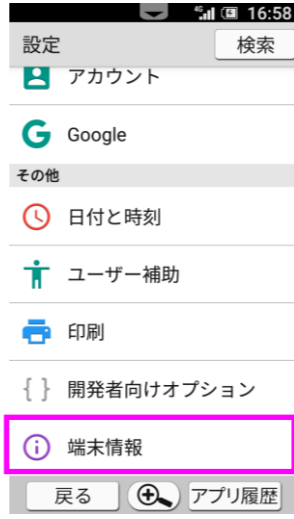 4G 16:58
設定 検索
アカウント
G Google
その他
日付と時刻
ユーザー補助
印刷
{ } 開発者向けオプション
端末情報
戻る アプリ履歴